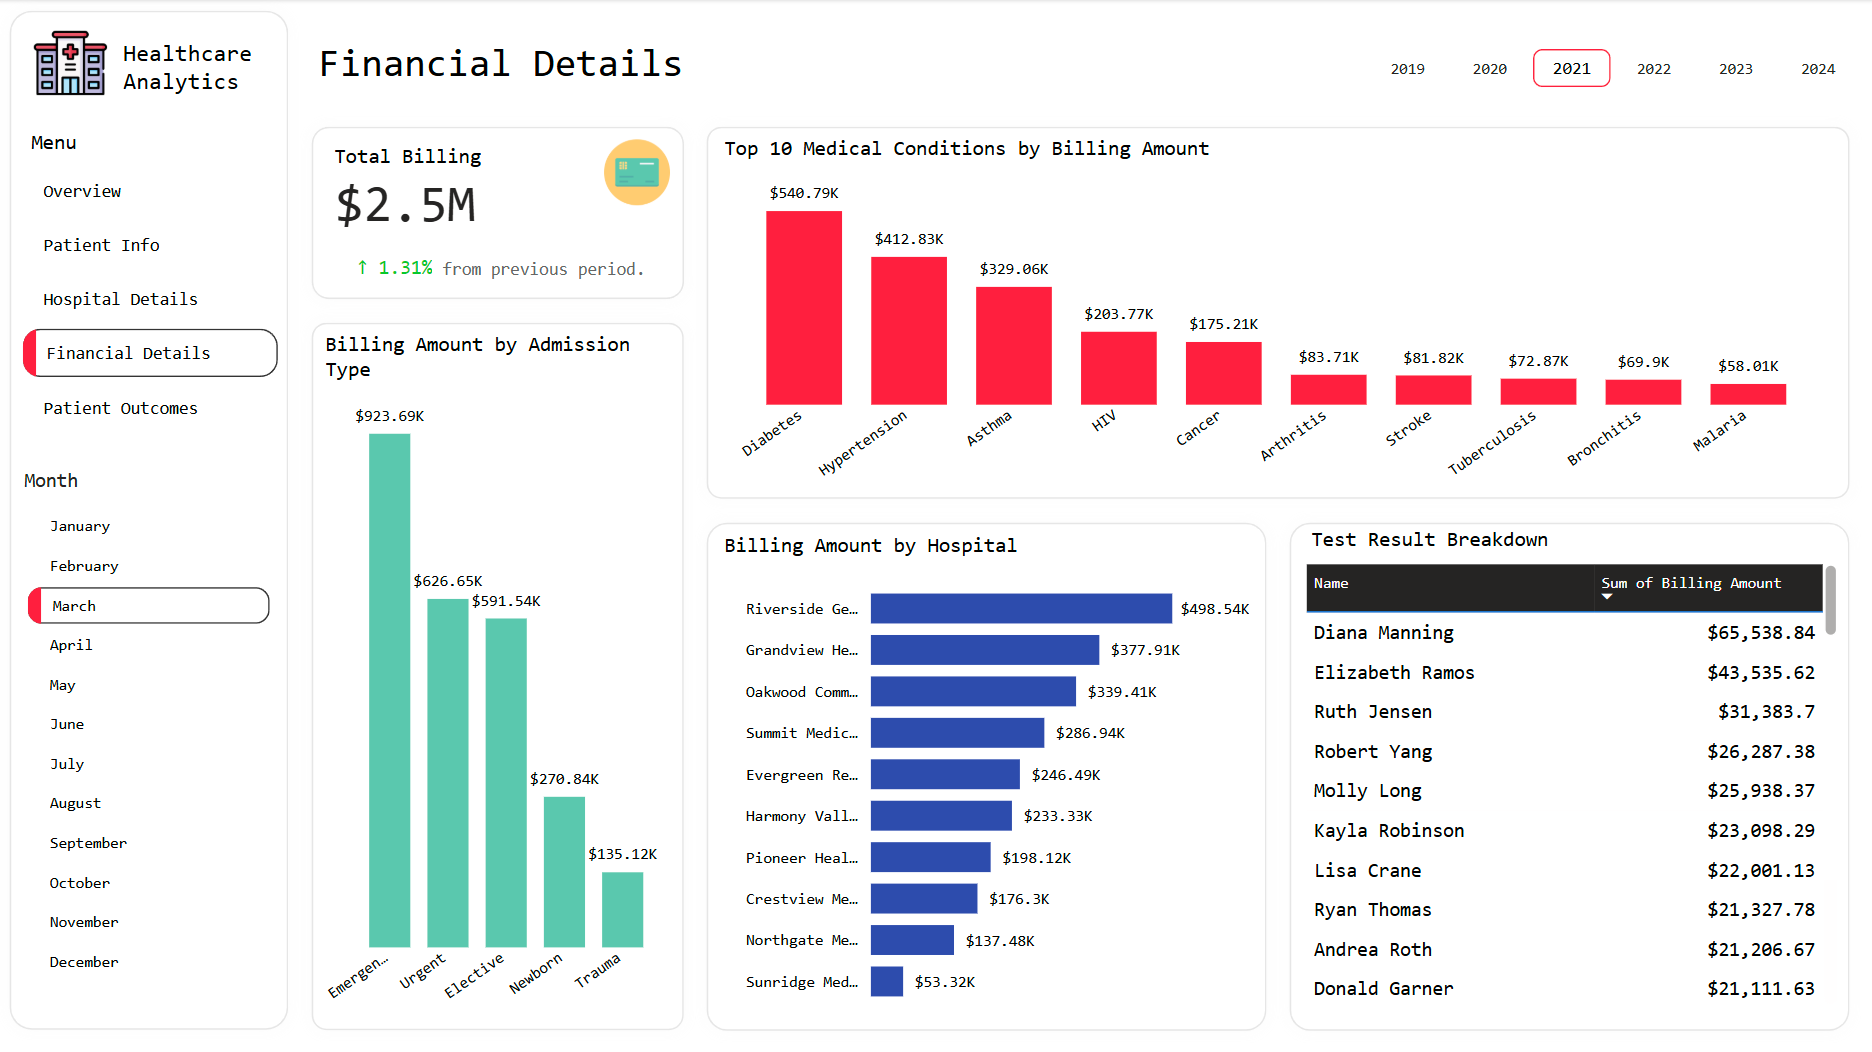 Healthcare
Analytics
Menu
Overview
Patient Info
Hospital Details
Financial Details
Patient Outcomes
Month
January
February
March
April
May
June
July
August
September
October
November
December
Financial Details
2019
2020
2021
2022
2023
2024
Total Billing
$2.5M
↑ 1.31% from previous period.
Billing Amount by Admission
Type
$923.69K
$626.65K
$591.54K
$270.84K
$135.12K
Emergen…
Urgent
Elective
Newborn
Trauma
Top 10 Medical Conditions by Billing Amount
$540.79K
$412.83K
$329.06K
$203.77K
$175.21K
$83.71K
$81.82K
$72.87K
$69.9K
$58.01K
Diabetes
Hypertension
Asthma
HIV
Cancer
Arthritis
Stroke
Tuberculosis
Bronchitis
Malaria
Billing Amount by Hospital
Riverside Ge… $498.54K
Grandview He… $377.91K
Oakwood Comm… $339.41K
Summit Medic… $286.94K
Evergreen Re… $246.49K
Harmony Vall… $233.33K
Pioneer Heal… $198.12K
Crestview Me… $176.3K
Northgate Me… $137.48K
Sunridge Med… $53.32K
Test Result Breakdown
Name Sum of Billing Amount
Diana Manning $65,538.84
Elizabeth Ramos $43,535.62
Ruth Jensen $31,383.7
Robert Yang $26,287.38
Molly Long $25,938.37
Kayla Robinson $23,098.29
Lisa Crane $22,001.13
Ryan Thomas $21,327.78
Andrea Roth $21,206.67
Donald Garner $21,111.63